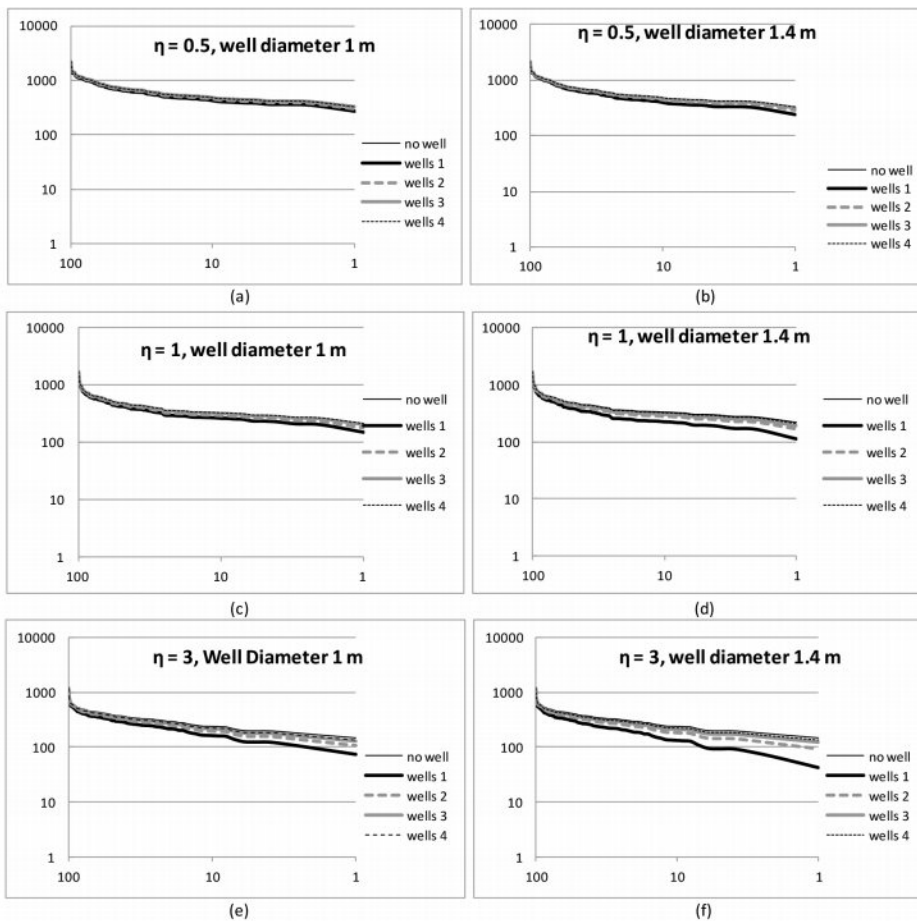 η = 0.5, well diameter 1 m
10000
1000
100
10
1
100
10
1
no well
wells 1
wells 2
wells 3
wells 4
(a)
η = 0.5, well diameter 1.4 m
10000
1000
100
10
1
100
10
1
no well
wells 1
wells 2
wells 3
wells 4
(b)
η = 1, well diameter 1 m
10000
1000
100
10
1
100
10
1
no well
wells 1
wells 2
wells 3
wells 4
(c)
η = 1, well diameter 1.4 m
10000
1000
100
10
1
100
10
1
no well
wells 1
wells 2
wells 3
wells 4
(d)
η = 3, Well Diameter 1 m
10000
1000
100
10
1
100
10
1
no well
wells 1
wells 2
wells 3
wells 4
(e)
η = 3, well diameter 1.4 m
10000
1000
100
10
1
100
10
1
no well
wells 1
wells 2
wells 3
wells 4
(f)